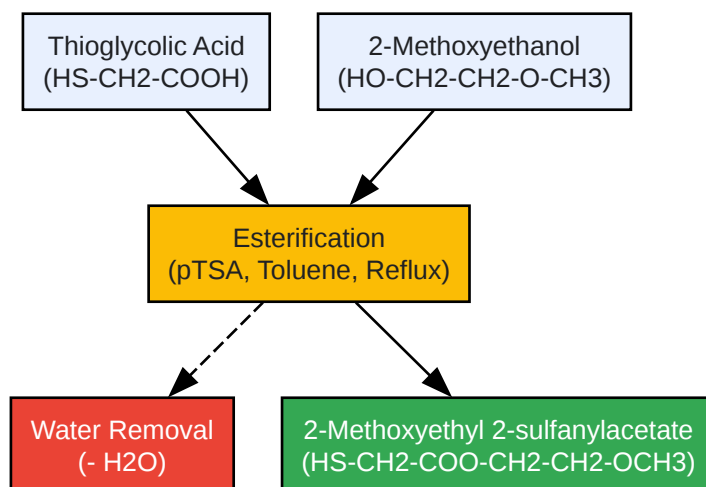 Thioglycolic Acid
(HS-CH2-COOH)
2-Methoxyethanol
(HO-CH2-CH2-O-CH3)
Esterification
(pTSA, Toluene, Reflux)
Water Removal
(- H2O)
2-Methoxyethyl 2-sulfanylacetate
(HS-CH2-COO-CH2-CH2-OCH3)